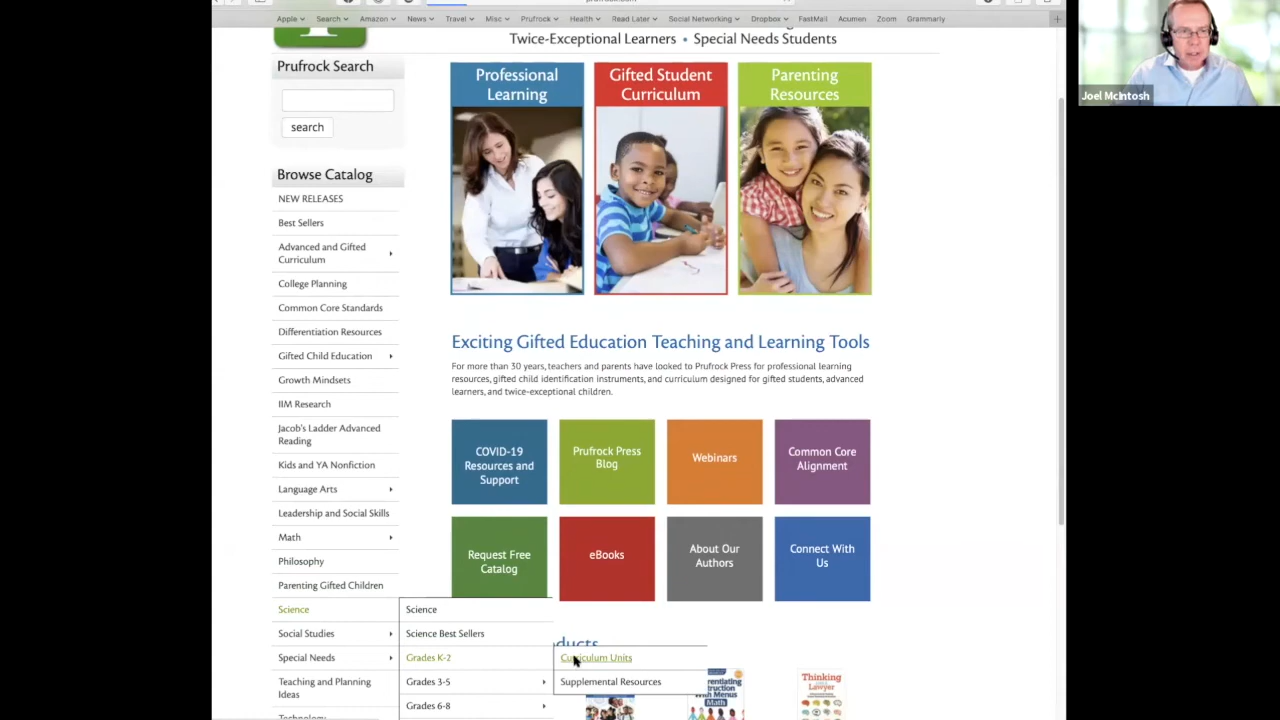 Apple
Search
Amazon
News
Travel
Misc
Prufrock
Health
Read Later
Social Networking
Dropbox
FastMail
Acumen
Zoom
Grammarly
Joel McIntosh
Twice-Exceptional Learners • Special Needs Students
Prufrock Search
search
Browse Catalog
NEW RELEASES
Best Sellers
Advanced and Gifted
Curriculum
College Planning
Common Core Standards
Differentiation Resources
Gifted Child Education
Growth Mindsets
IIM Research
Jacob's Ladder Advanced
Reading
Kids and YA Nonfiction
Language Arts
Leadership and Social Skills
Math
Philosophy
Parenting Gifted Children
Science
Social Studies
Special Needs
Teaching and Planning
Ideas
Technology
Science
Science Best Sellers
Grades K-2
Grades 3-5
Grades 6-8
Curriculum Units
Supplemental Resources
Professional
Learning
Gifted Student
Curriculum
Parenting
Resources
Exciting Gifted Education Teaching and Learning Tools
For more than 30 years, teachers and parents have looked to Prufrock Press for professional learning
resources, gifted child identification instruments, and curriculum designed for gifted students, advanced
learners, and twice-exceptional children.
COVID-19
Resources and
Support
Prufrock Press
Blog
Webinars
Common Core
Alignment
Request Free
Catalog
eBooks
About Our
Authors
Connect With
Us
Menus
Math
Thinking
Lawyer